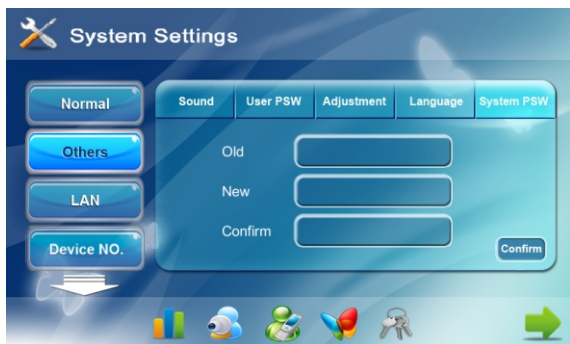 System Settings
Normal
Others
LAN
Device NO.
Sound User PSW Adjustment Language System PSW
Old
New
Confirm
Confirm